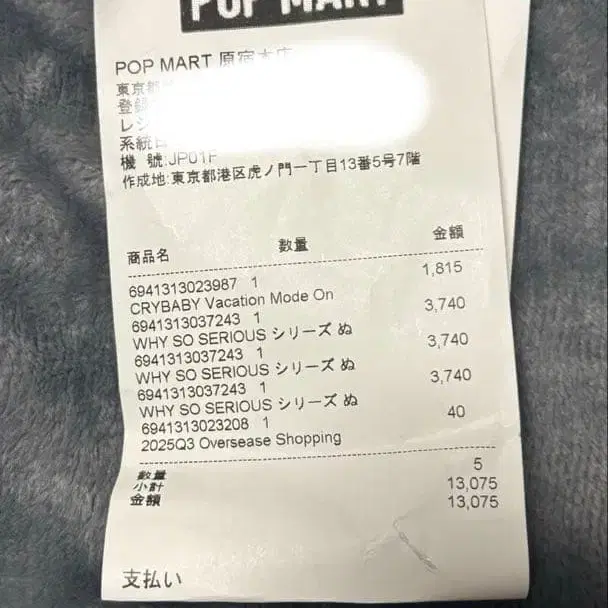 POP MART
POP MART 原宿本店
東京都
登録
レシ
系統
機 號:JP01F
作成地:東京都港区虎ノ門一丁目13番5号7階
商品名 数量 金額
6941313023987 1 1,815
CRYBABY Vacation Mode On
6941313037243 1 3,740
WHY SO SERIOUS シリーズ ぬ
6941313037243 1 3,740
WHY SO SERIOUS シリーズ ぬ
6941313037243 1 3,740
WHY SO SERIOUS シリーズ ぬ
6941313023208 1 40
2025Q3 Oversease Shopping
数量 5
小計 13,075
金額 13,075
支払い